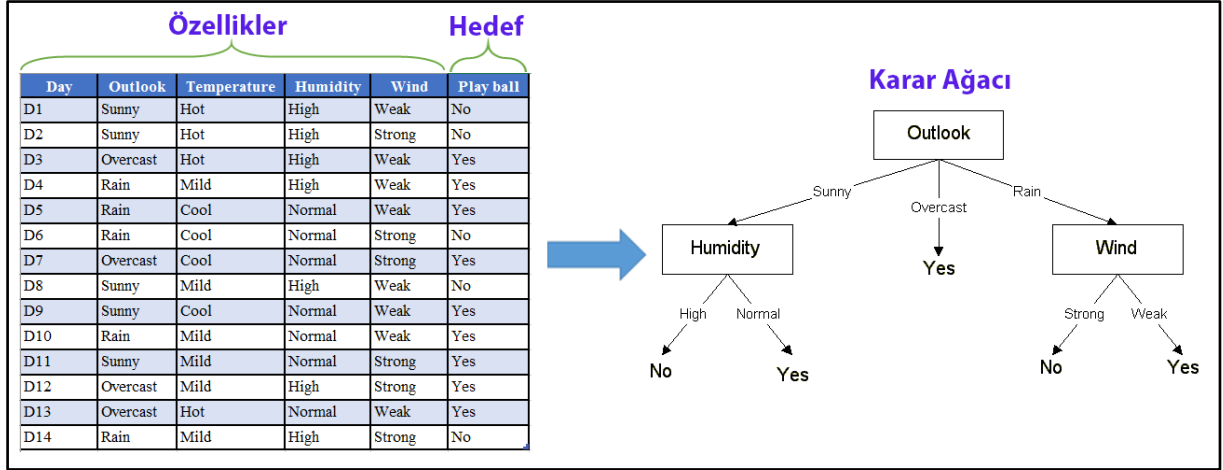 Özellikler
Hedef
Day Outlook Temperature Humidity Wind Play ball
D1 Sunny Hot High Weak No
D2 Sunny Hot High Strong No
D3 Overcast Hot High Weak Yes
D4 Rain Mild High Weak Yes
D5 Rain Cool Normal Weak Yes
D6 Rain Cool Normal Strong No
D7 Overcast Cool Normal Strong Yes
D8 Sunny Mild High Weak No
D9 Sunny Cool Normal Weak Yes
D10 Rain Mild Normal Weak Yes
D11 Sunny Mild Normal Strong Yes
D12 Overcast Mild High Strong Yes
D13 Overcast Hot Normal Weak Yes
D14 Rain Mild High Strong No
Karar Ağacı
Outlook
Sunny Overcast Rain
Humidity Yes Wind
High Normal Strong Weak
No Yes No Yes